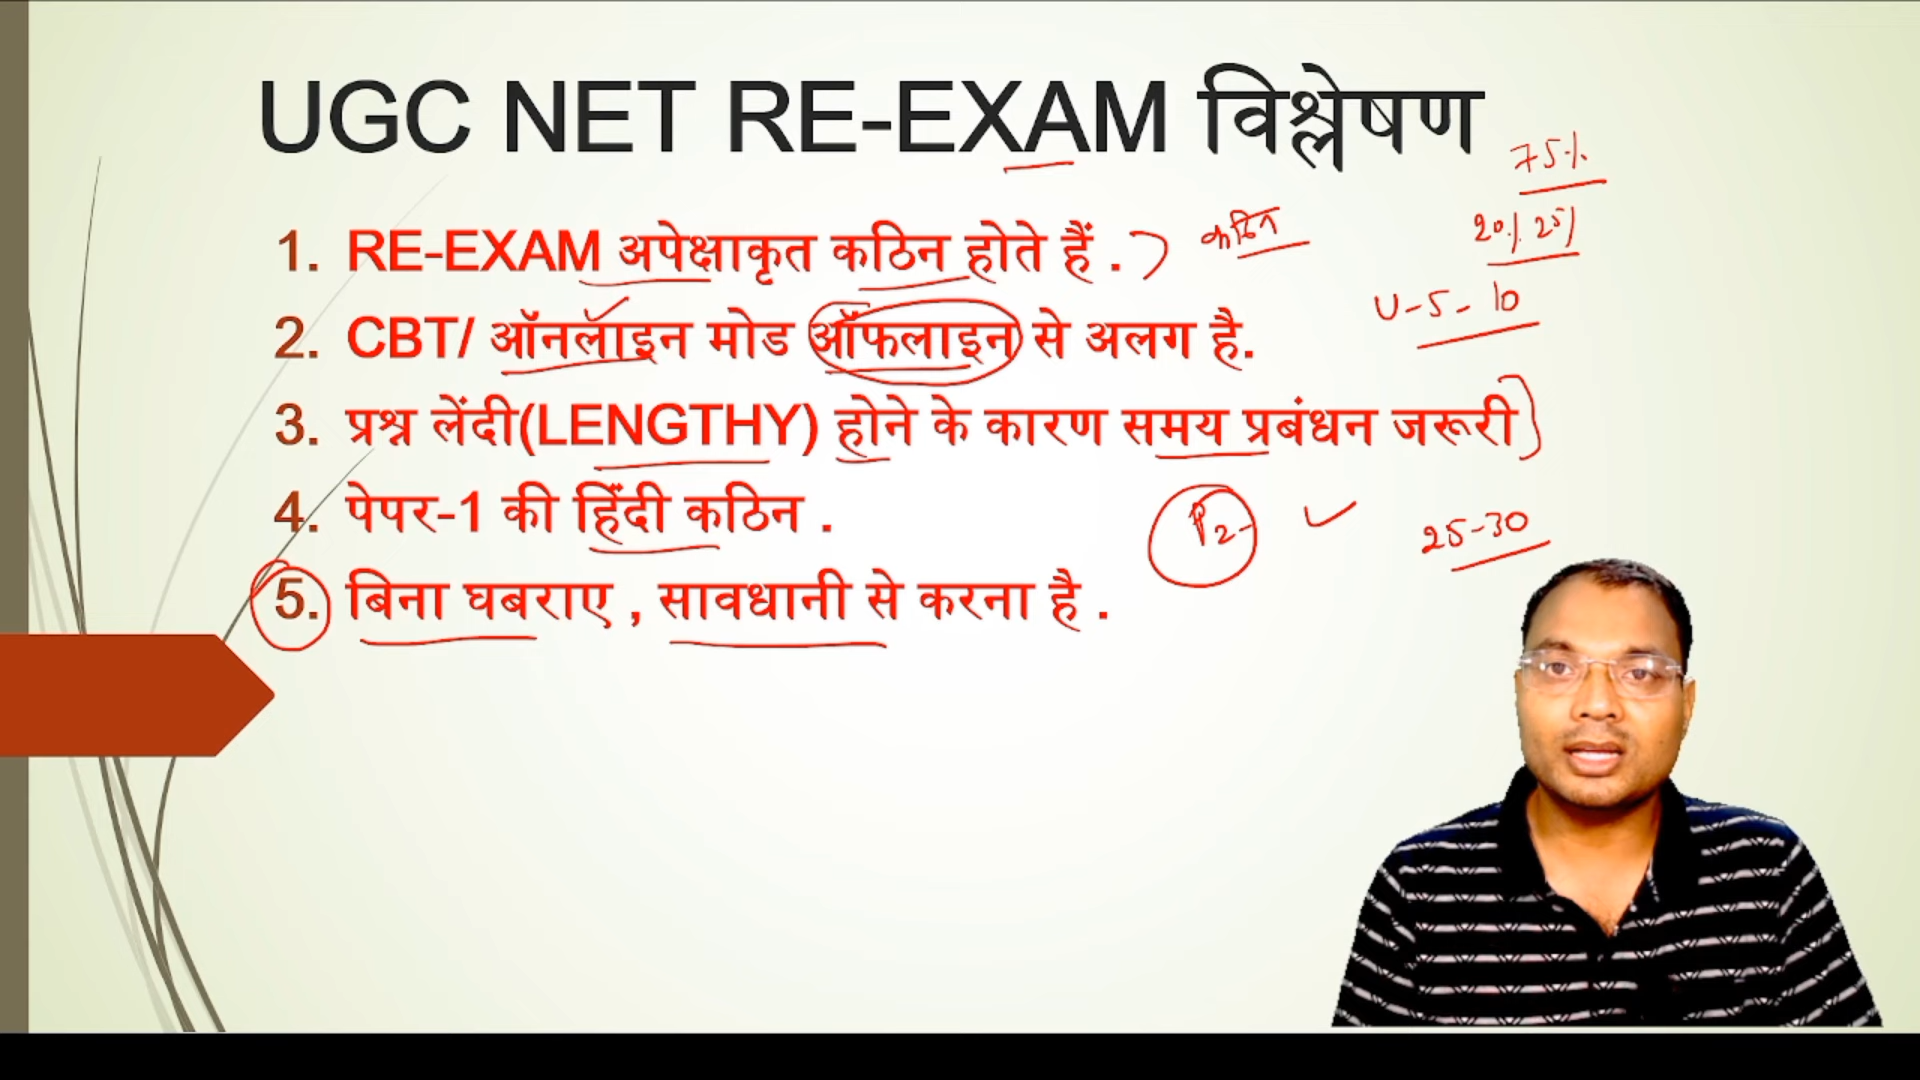 UGC NET RE-EXAM विश्लेषण
75%
1. RE-EXAM अपेक्षाकृत कठिन होते हैं .
कठिन
20% 25%
U-5-10
2. CBT/ ऑनलाइन मोड ऑफलाइन से अलग है.
3. प्रश्न लेंदी(LENGTHY) होने के कारण समय प्रबंधन जरूरी
4. पेपर-1 की हिंदी कठिन .
P2-
25-30
5. बिना घबराए , सावधानी से करना है .